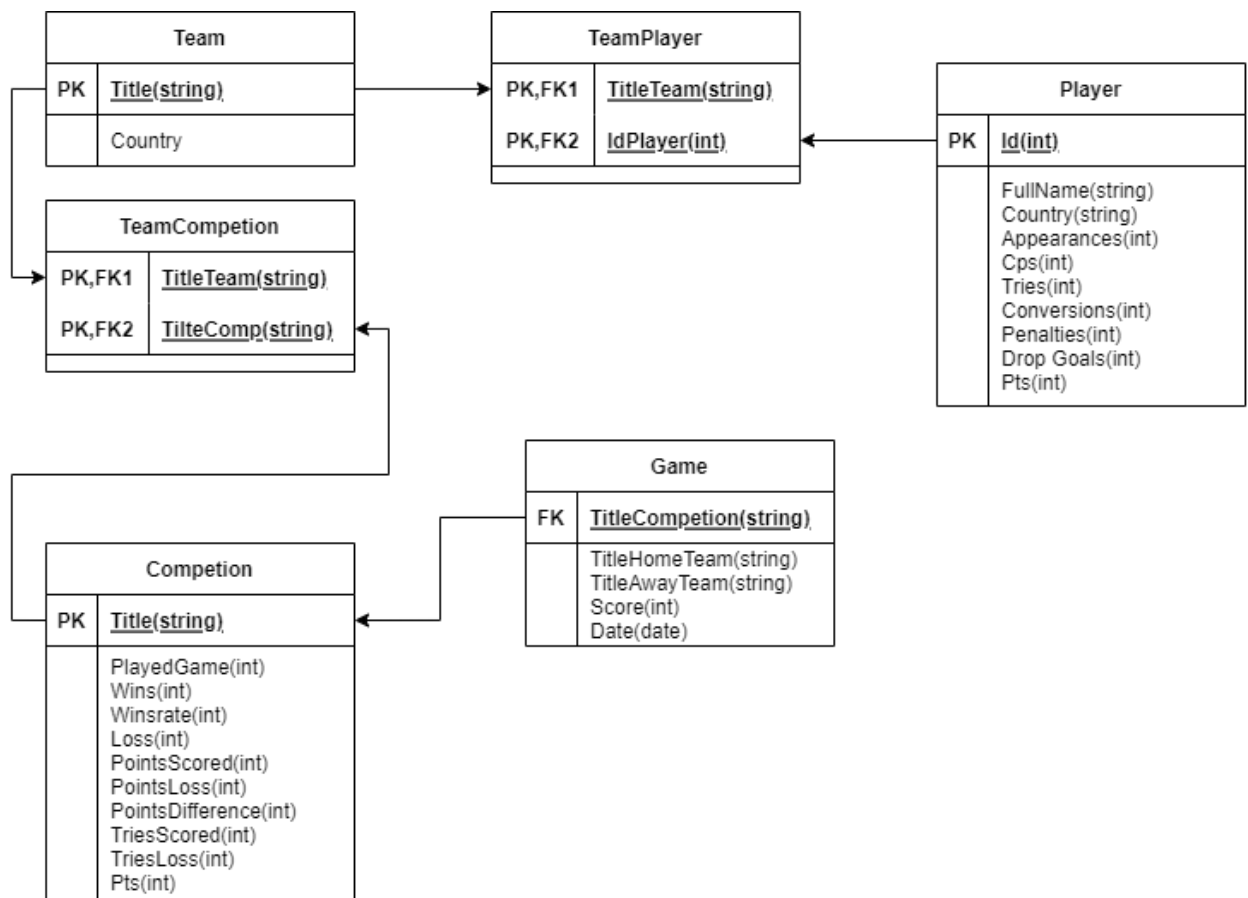 Team
PK Title(string)
Country
TeamPlayer
PK,FK1 TitleTeam(string)
PK,FK2 IdPlayer(int)
Player
PK Id(int)
FullName(string)
Country(string)
Appearances(int)
Cps(int)
Tries(int)
Conversions(int)
Penalties(int)
Drop Goals(int)
Pts(int)
TeamCompetion
PK,FK1 TitleTeam(string)
PK,FK2 TilteComp(string)
Game
FK TitleCompetion(string)
TitleHomeTeam(string)
TitleAwayTeam(string)
Score(int)
Date(date)
Competion
PK Title(string)
PlayedGame(int)
Wins(int)
Winsrate(int)
Loss(int)
PointsScored(int)
PointsLoss(int)
PointsDifference(int)
TriesScored(int)
TriesLoss(int)
Pts(int)